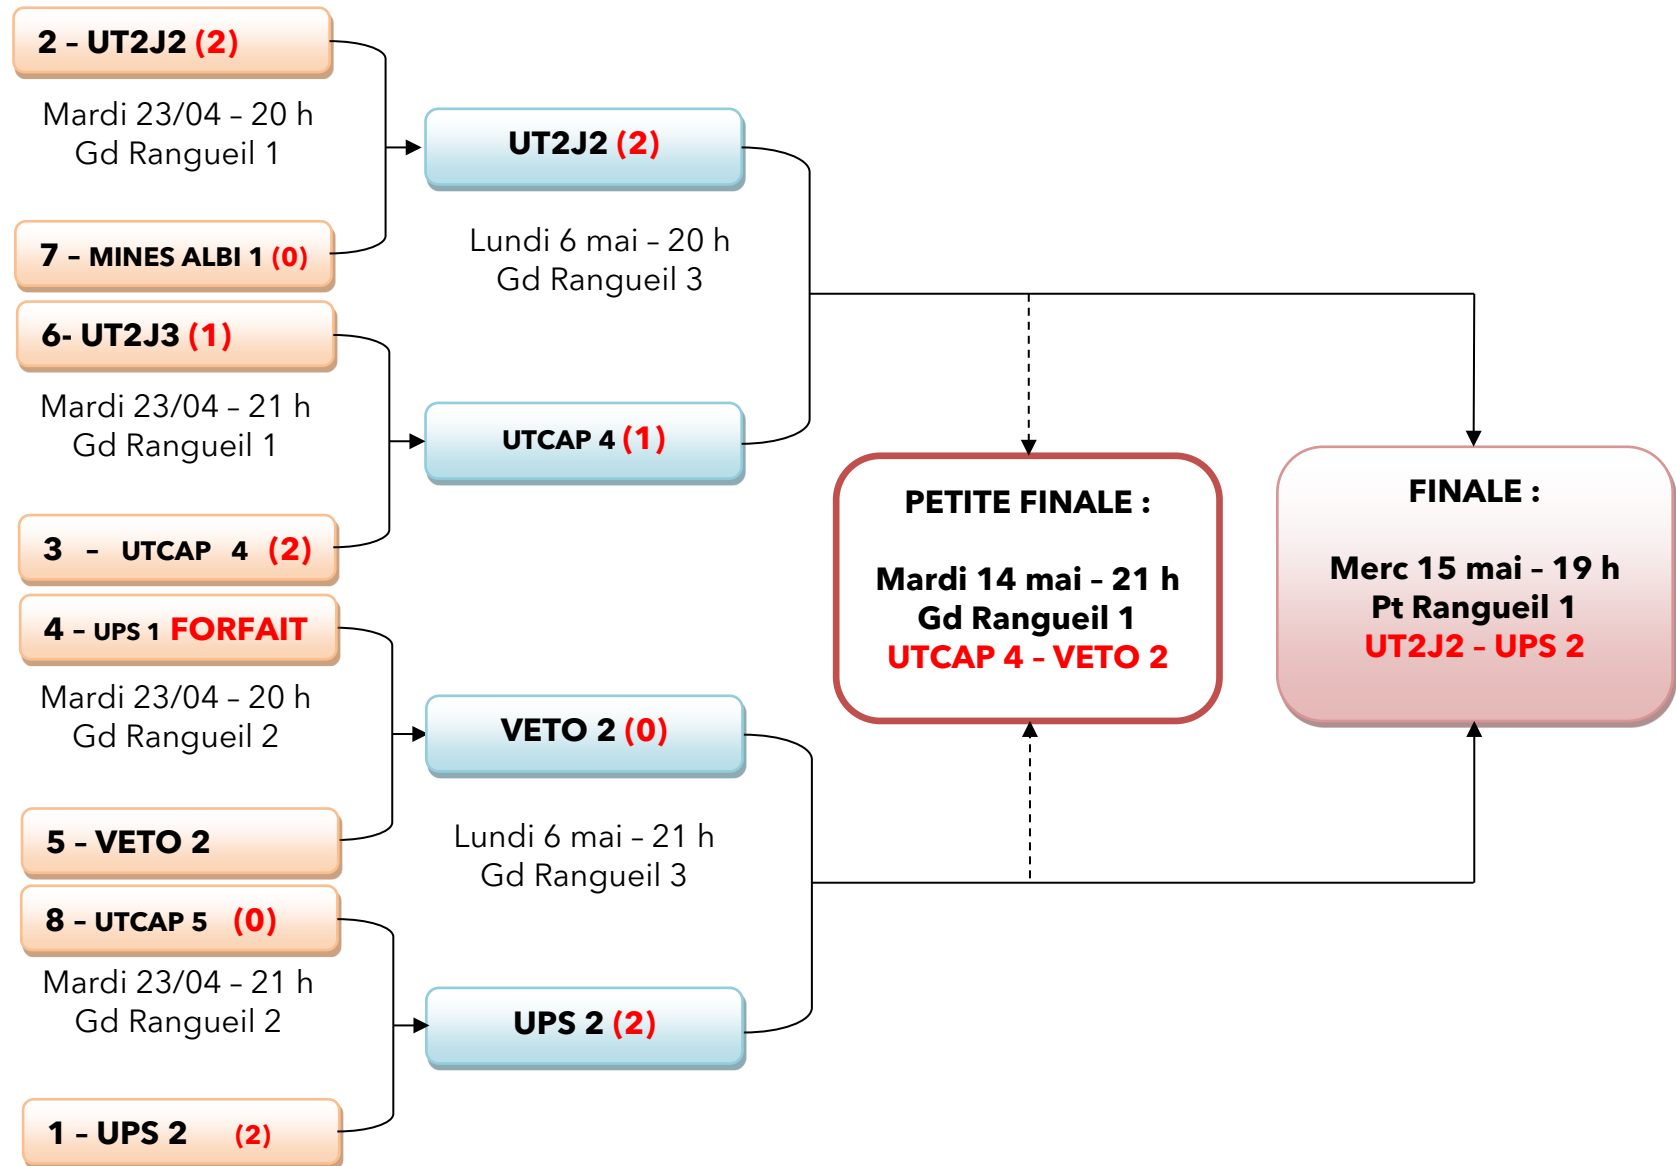 2 – UT2J2 (2)
Mardi 23/04 – 20 h
Gd Rangueil 1
7 – MINES ALBI 1 (0)
6- UT2J3 (1)
Mardi 23/04 – 21 h
Gd Rangueil 1
3 – UTCAP 4 (2)
4 – UPS 1 FORFAIT
Mardi 23/04 – 20 h
Gd Rangueil 2
5 – VETO 2
8 – UTCAP 5 (0)
Mardi 23/04 – 21 h
Gd Rangueil 2
1 – UPS 2 (2)
UT2J2 (2)
Lundi 6 mai – 20 h
Gd Rangueil 3
UTCAP 4 (1)
VETO 2 (0)
Lundi 6 mai – 21 h
Gd Rangueil 3
UPS 2 (2)
PETITE FINALE :
Mardi 14 mai – 21 h
Gd Rangueil 1
UTCAP 4 – VETO 2
FINALE :
Merc 15 mai – 19 h
Pt Rangueil 1
UT2J2 – UPS 2